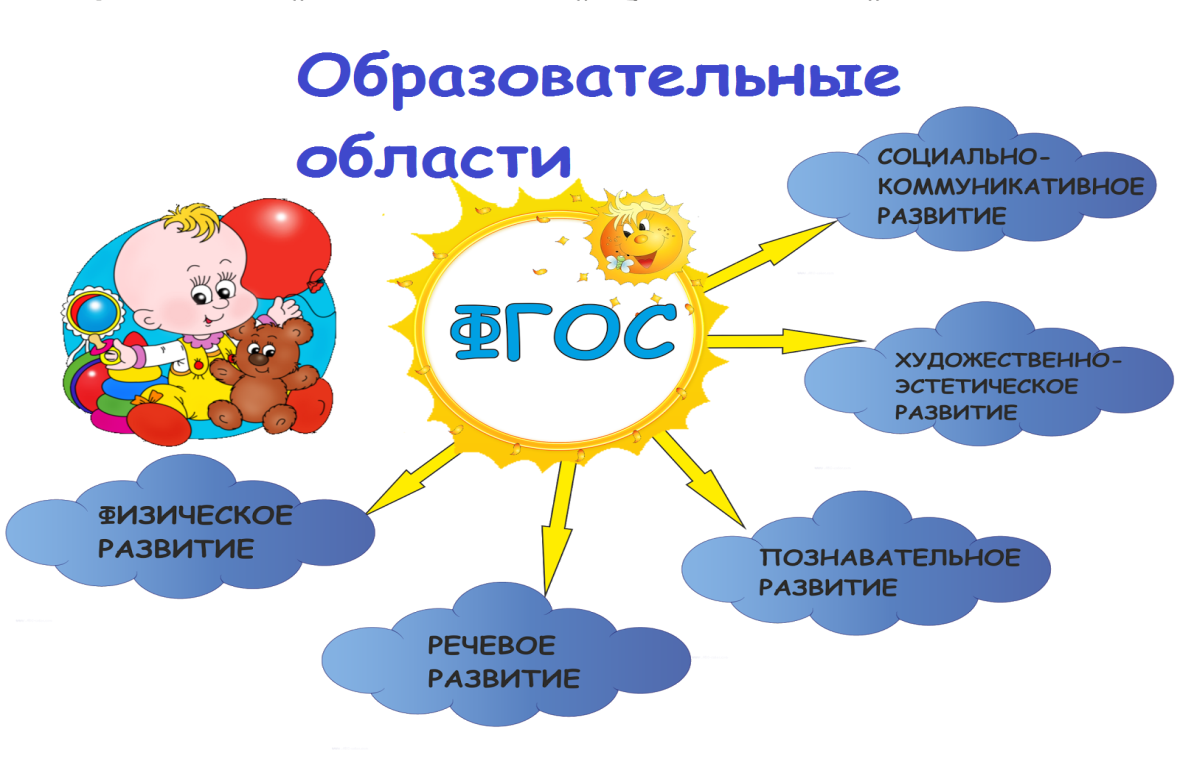 Образовательные
области
ФГОС
СОЦИАЛЬНО-
КОММУНИКАТИВНОЕ
РАЗВИТИЕ
ХУДОЖЕСТВЕННО-
ЭСТЕТИЧЕСКОЕ
РАЗВИТИЕ
ПОЗНАВАТЕЛЬНОЕ
РАЗВИТИЕ
РЕЧЕВОЕ
РАЗВИТИЕ
ФИЗИЧЕСКОЕ
РАЗВИТИЕ